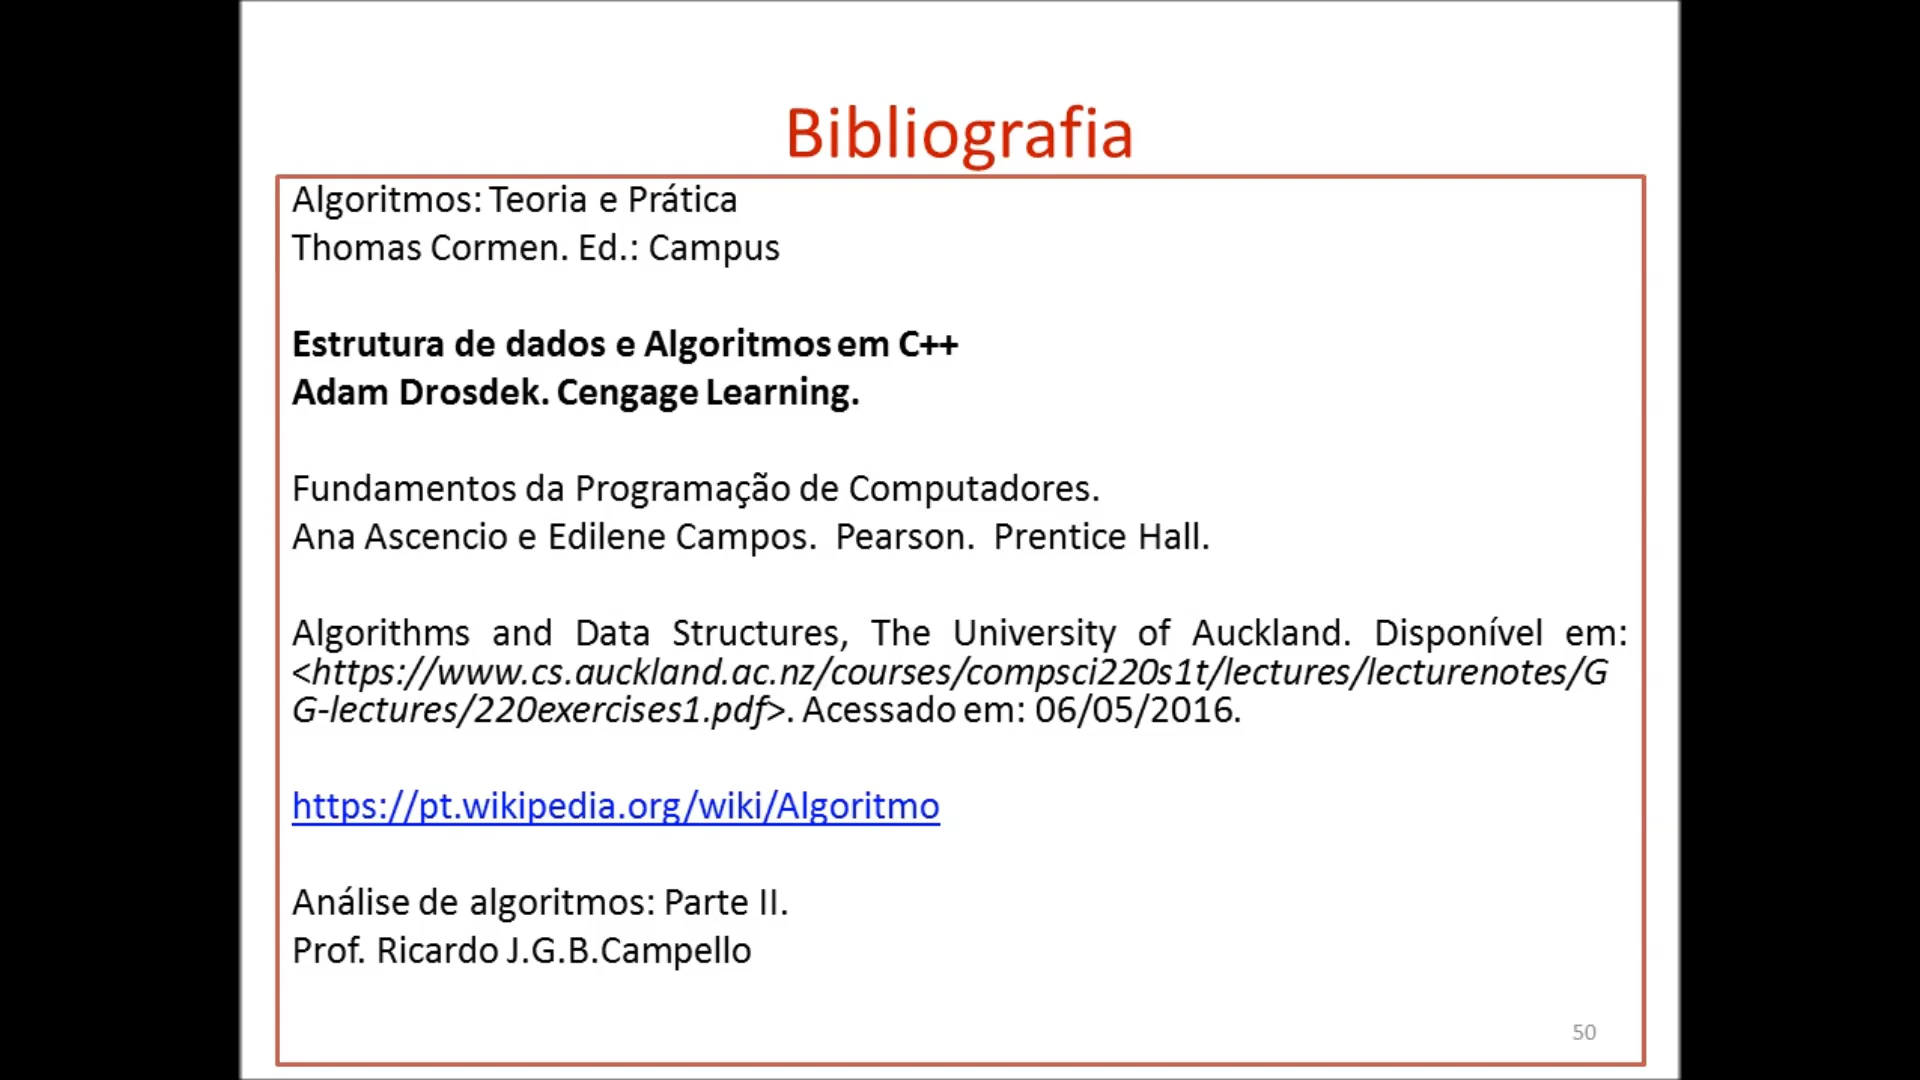 Bibliografia
Algoritmos: Teoria e Prática
Thomas Cormen. Ed.: Campus
Estrutura de dados e Algoritmos em C++
Adam Drosdek. Cengage Learning.
Fundamentos da Programação de Computadores.
Ana Ascencio e Edilene Campos. Pearson. Prentice Hall.
Algorithms and Data Structures, The University of Auckland. Disponível em:
<https://www.cs.auckland.ac.nz/courses/compsci220s1t/lectures/lecturenotes/G
G-lectures/220exercises1.pdf>. Acessado em: 06/05/2016.
https://pt.wikipedia.org/wiki/Algoritmo
Análise de algoritmos: Parte II.
Prof. Ricardo J.G.B.Campello
50